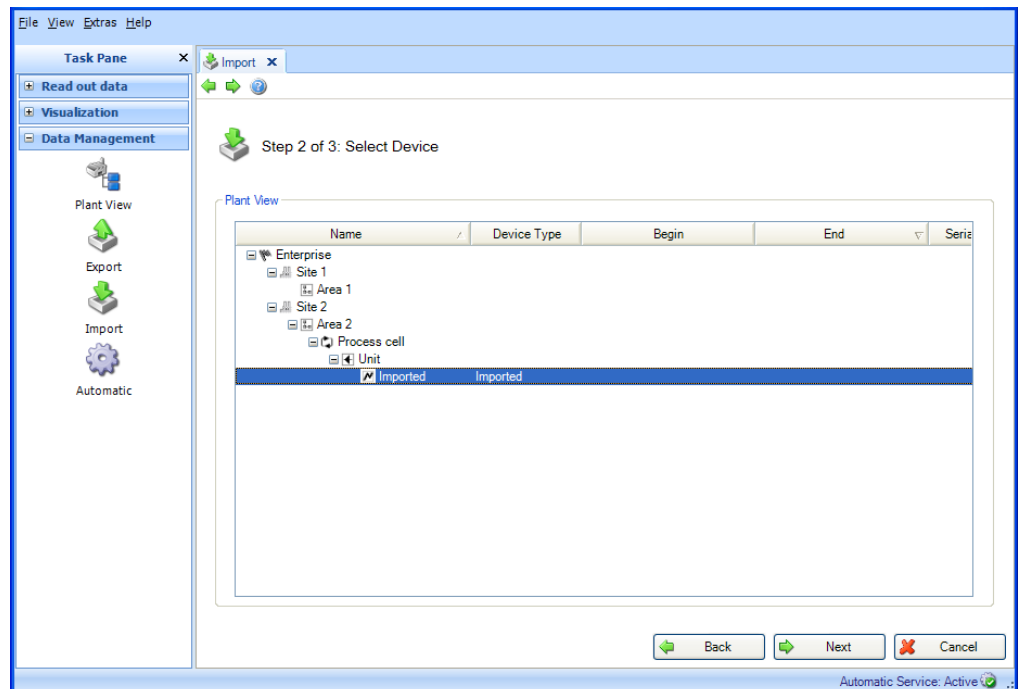 File View Extras Help
Task Pane
Import
Read out data
Visualization
Data Management
Step 2 of 3: Select Device
Plant View
Plant View
Name Device Type Begin End Seria
Enterprise
Site 1
Area 1
Export
Site 2
Area 2
Import
Process cell
Unit
Imported Imported
Automatic
Back Next Cancel
Automatic Service: Active